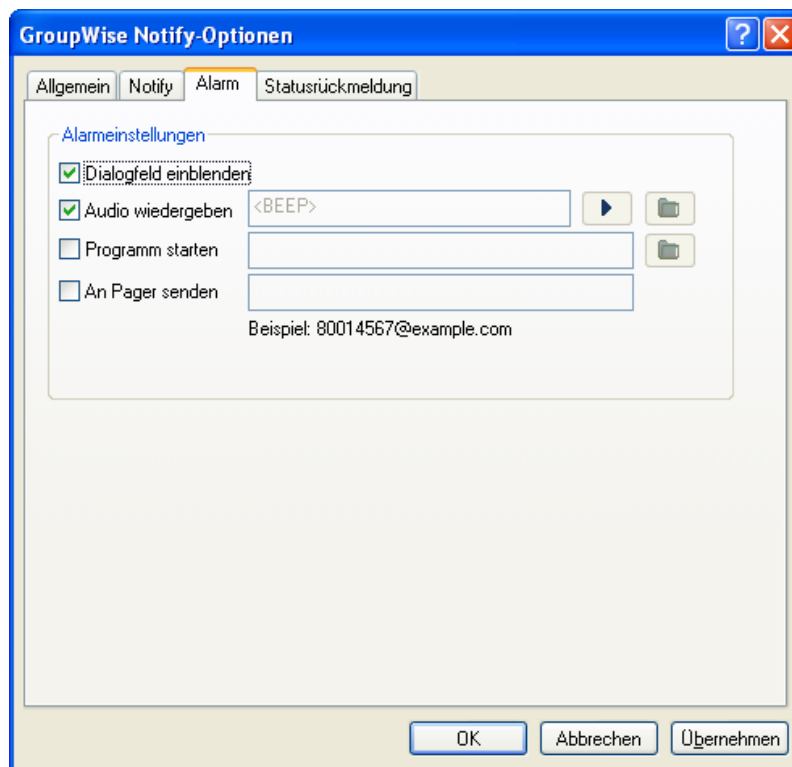 GroupWise Notify-Optionen
Allgemein Notify Alarm Statusrückmeldung
Alarmeinstellungen
Dialogfeld einblenden
Audio wiedergeben <BEEP>
Programm starten
An Pager senden
Beispiel: 80014567@example.com
OK Abbrechen Übernehmen